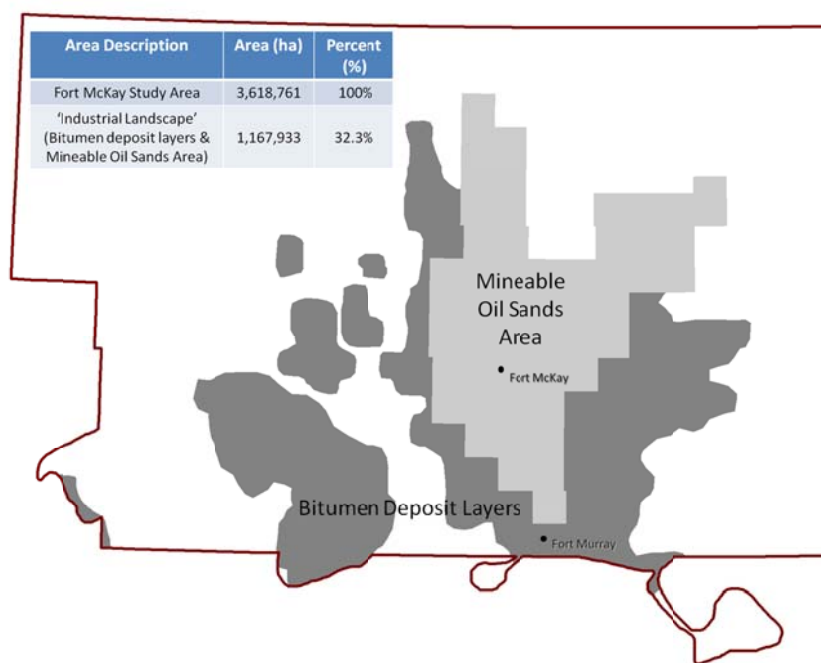 Area Description Area (ha) Percent
(%)
Fort McKay Study Area 3,618,761 100%
'Industrial Landscape'
(Bitumen deposit layers & 1,167,933 32.3%
Mineable Oil Sands Area)
Mineable
Oil Sands
Area
Fort McKay
Bitumen Deposit Layers
Fort Murray